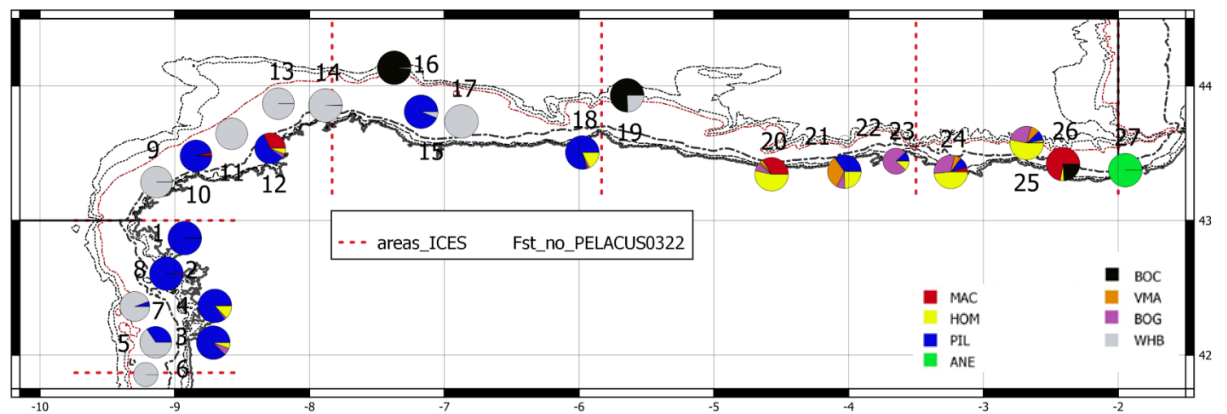 16
13 14
17
44
18
19
9
20 21 22 23 24 26 27
11
15
10 12
25
43
1
areas_ICES Fst_no_PELACUS0322
8 2
BOC
MAC VMA
7 4
HOM BOG
PIL WHB
5 3
ANE
42
6
-10 -9 -8 -7 -6 -5 -4 -3 -2